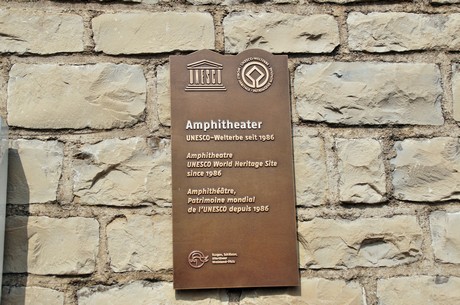 UNESCO
Amphitheater
UNESCO-Welterbe seit 1986
Amphitheatre
UNESCO World Heritage Site
since 1986
Amphithéâtre,
Patrimoine mondial
de l'UNESCO depuis 1986